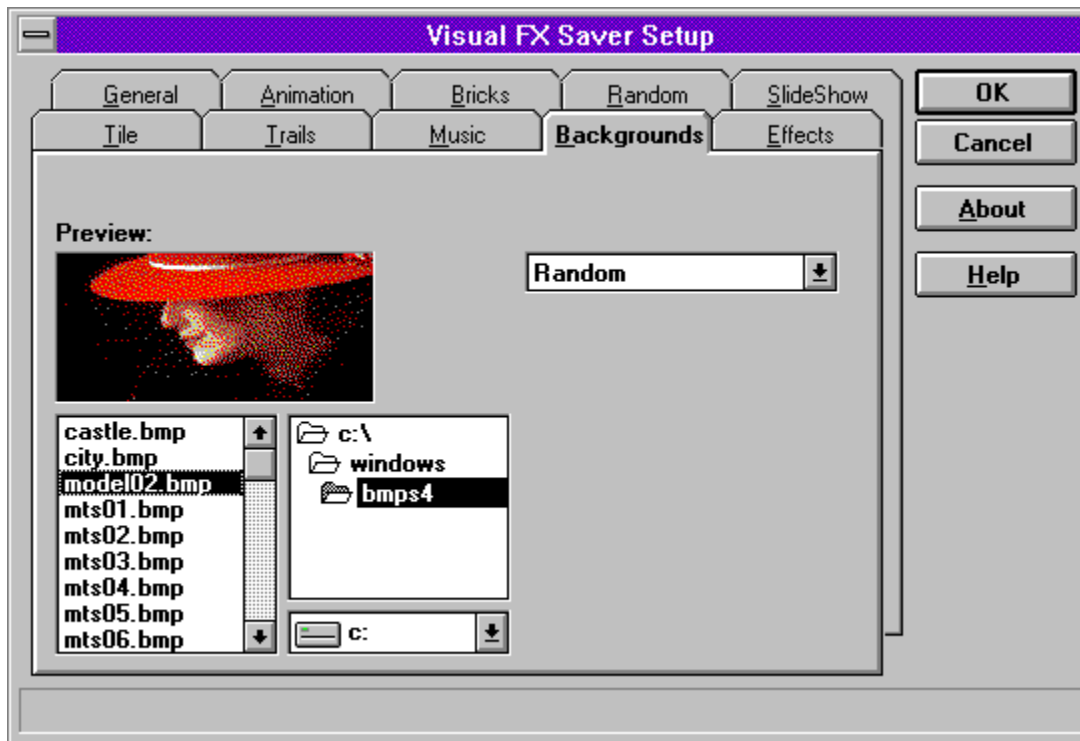 Visual FX Saver Setup
General Animation Bricks Random SlideShow
Tile Trails Music Backgrounds Effects
OK
Cancel
About
Help
Preview:
Random
castle.bmp
city.bmp
model02.bmp
mts01.bmp
mts02.bmp
mts03.bmp
mts04.bmp
mts05.bmp
mts06.bmp
c:\
windows
bmps4
c: